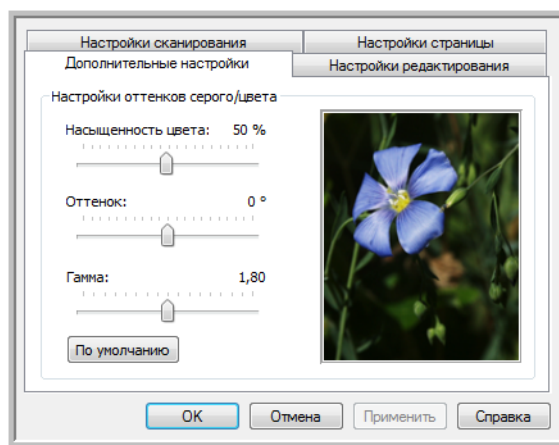 Настройки сканирования
Настройки страницы
Дополнительные настройки
Настройки редактирования
Настройки оттенков серого/цвета
Насыщенность цвета: 50 %
Оттенок: 0 °
Гамма: 1,80
По умолчанию
OK
Отмена
Применить
Справка